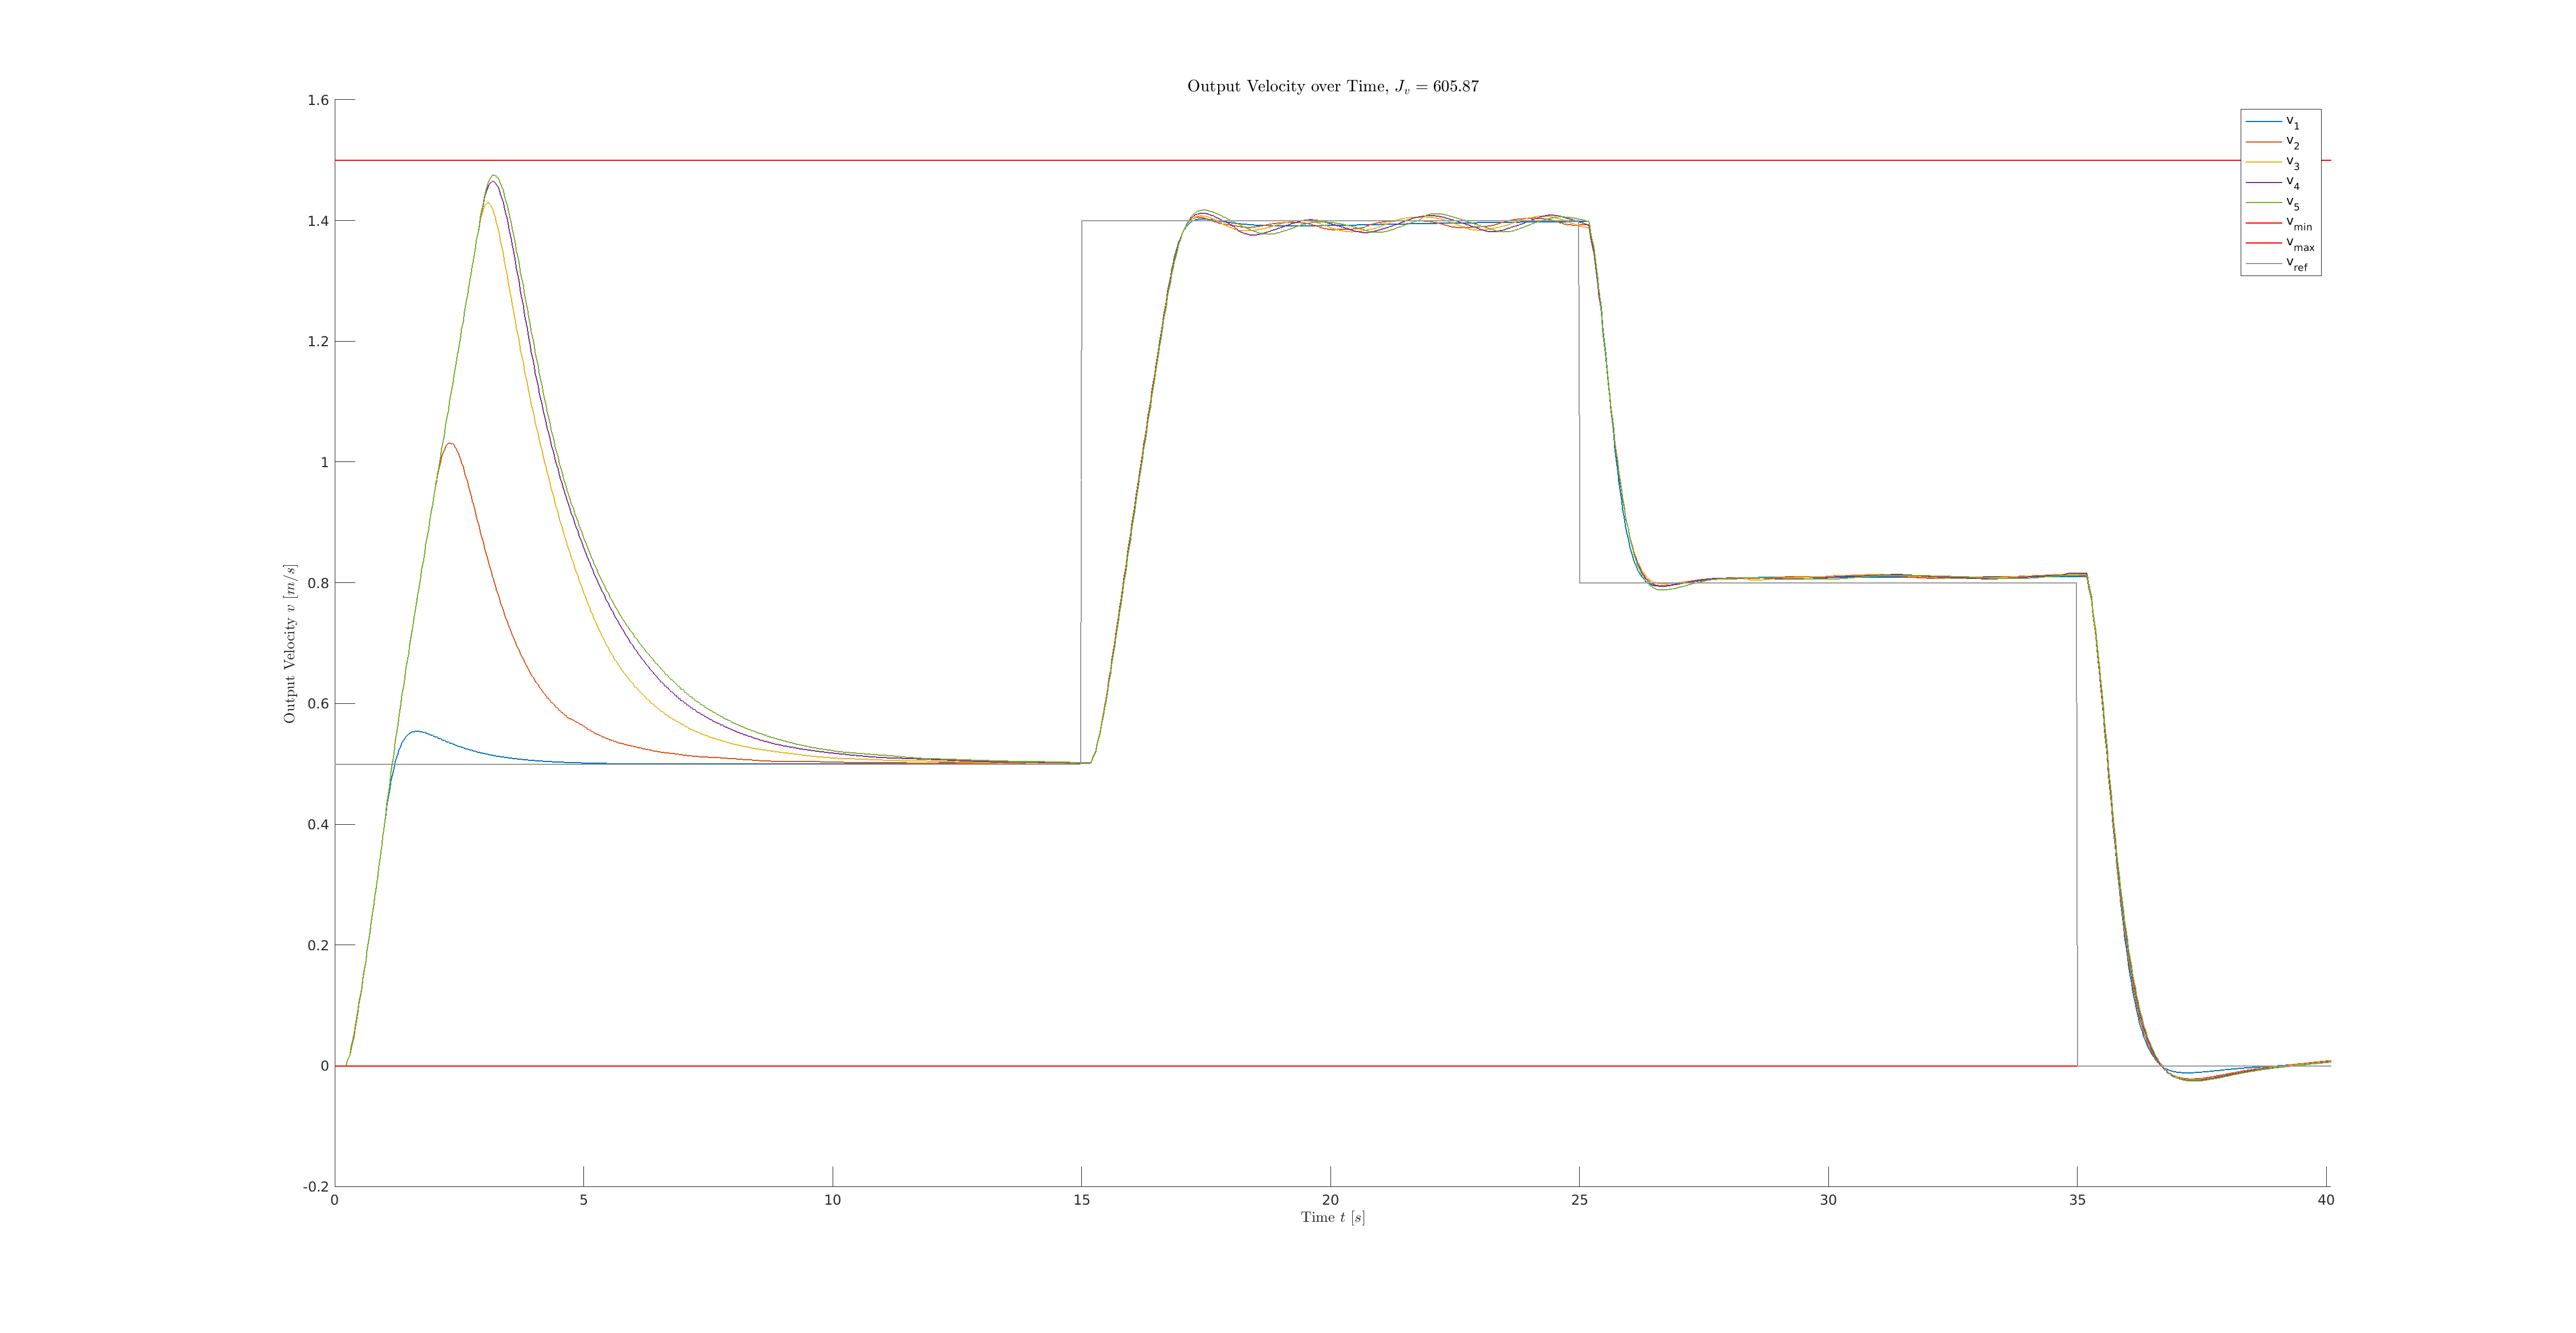 Output Velocity over Time, J_v = 605.87
1.6
1.4
1.2
1
0.8
0.6
0.4
0.2
0
-0.2
Output Velocity v [m/s]
0 5 10 15 20 25 30 35 40
Time t [s]
v_1
v_2
v_3
v_4
v_5
v_min
v_max
v_ref